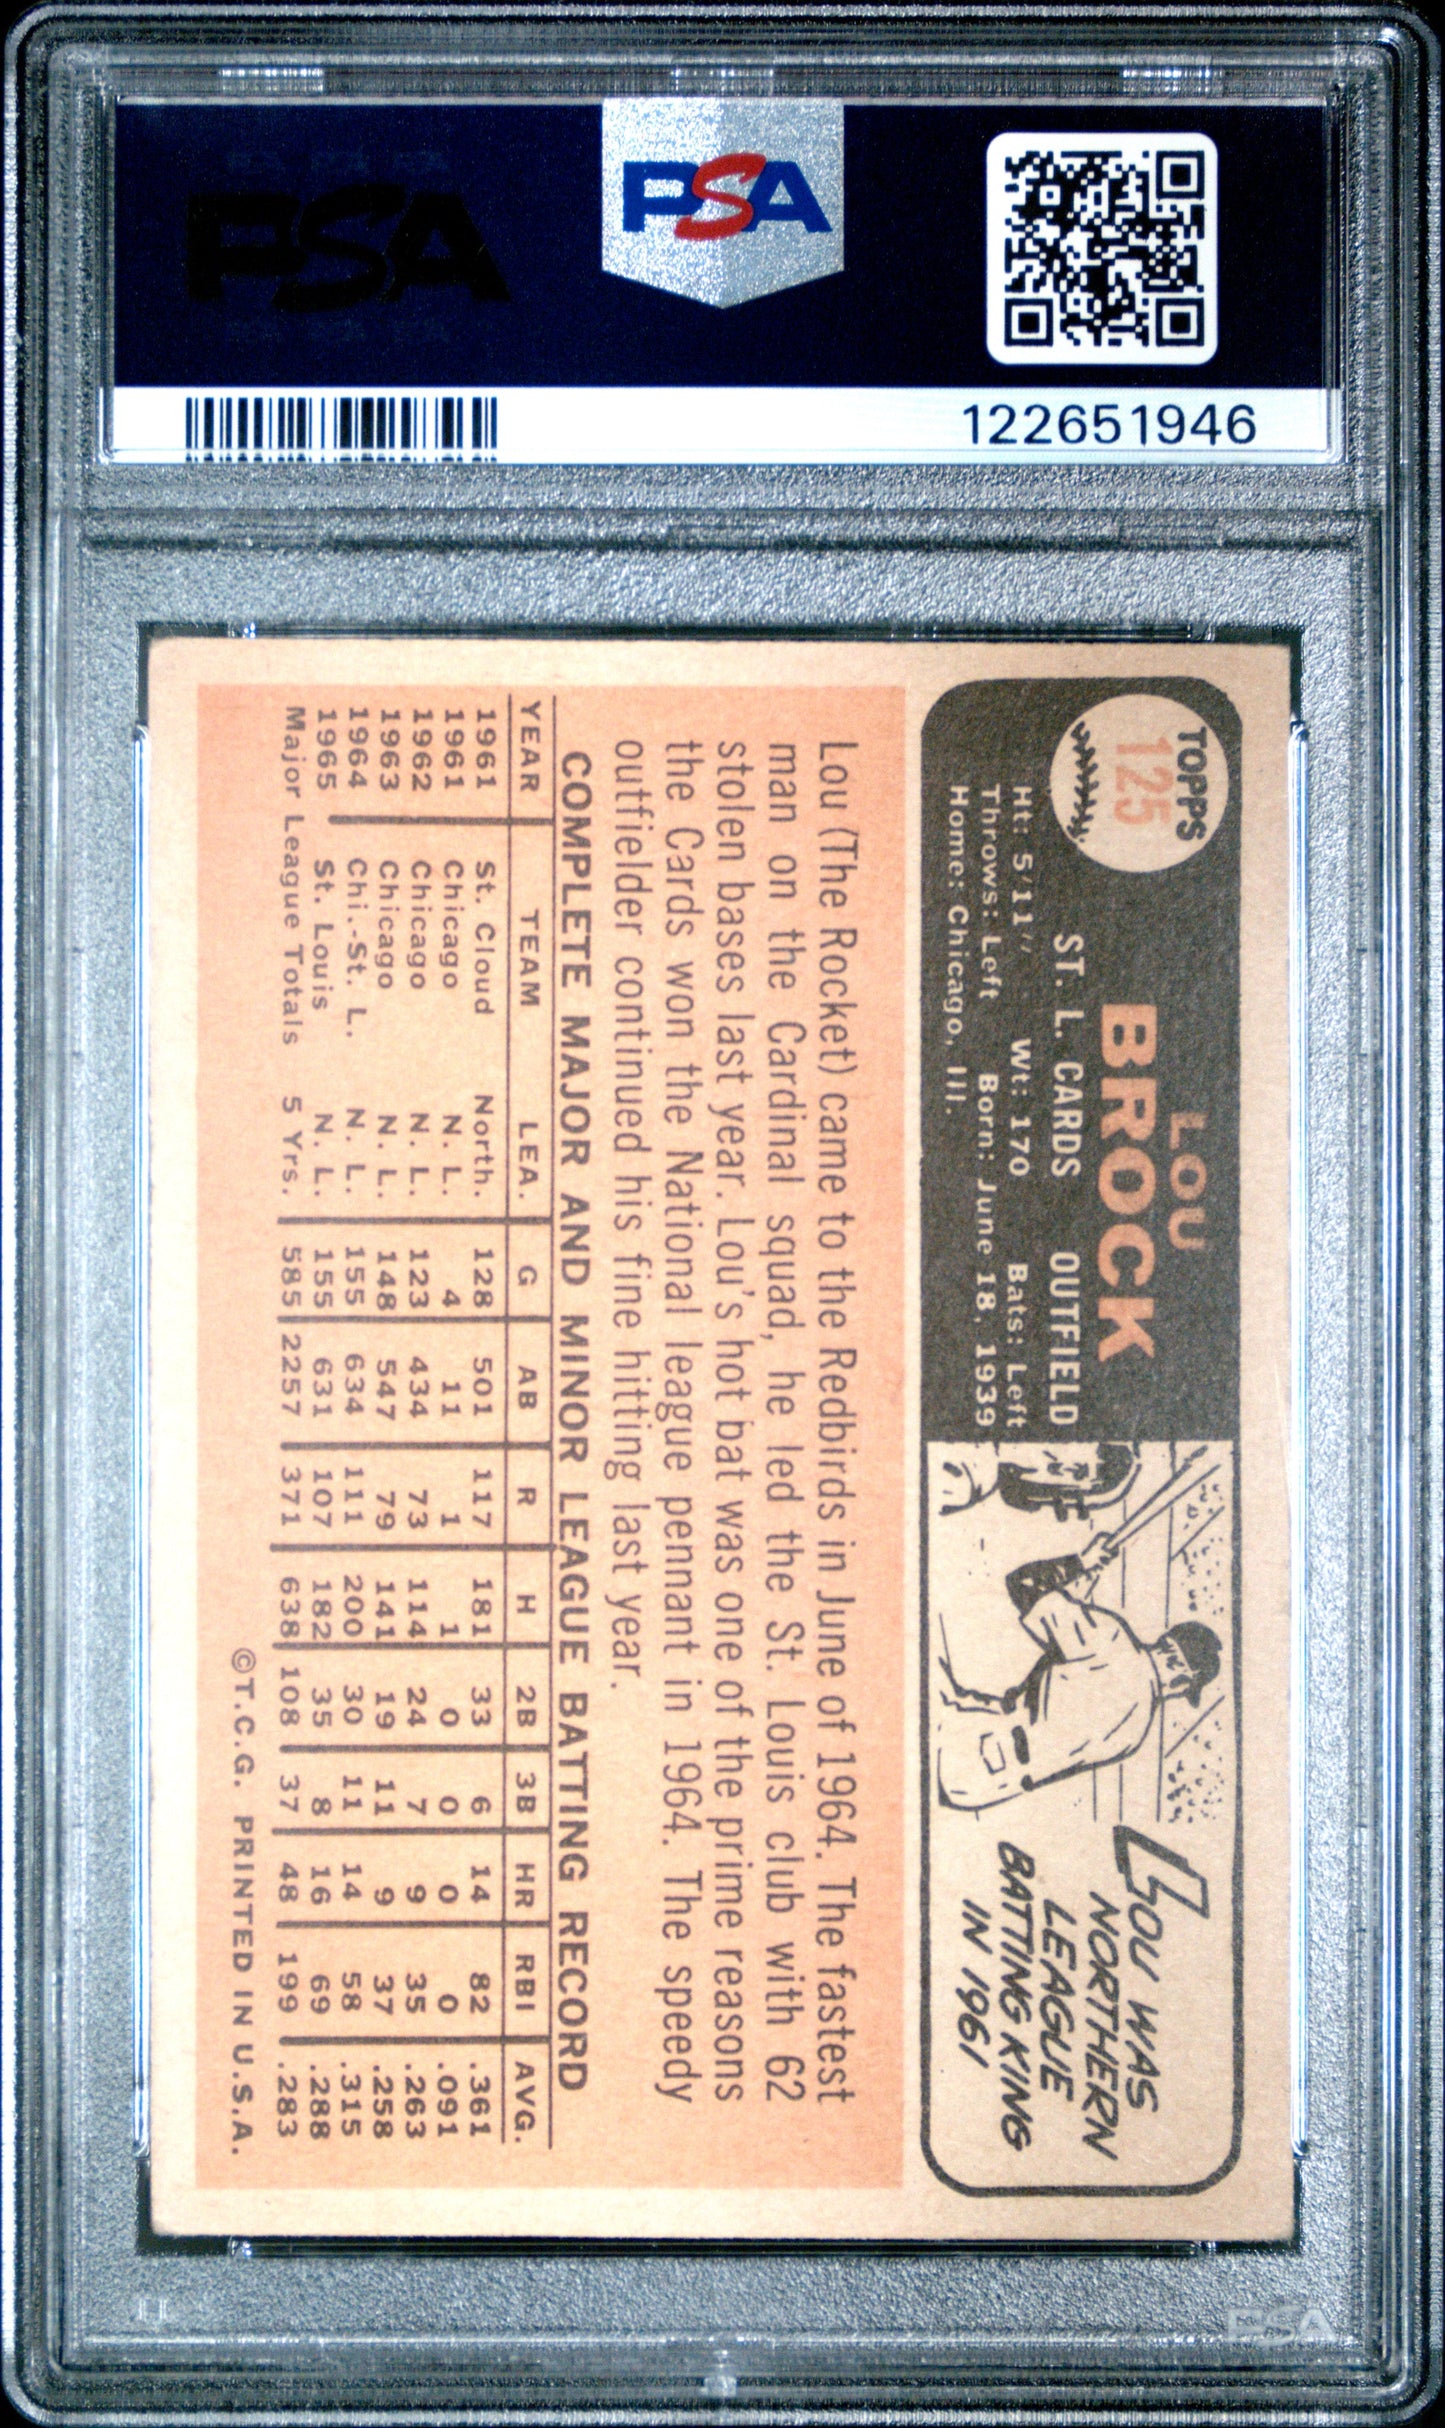 PSA
PSA
122651946
TOPPS
125
LOU
BROCK
ST. L. CARDS OUTFIELD
Ht: 5'11" Wt: 170 Bats: Left
Throws: Left Born: June 18, 1939
Home: Chicago, Ill.
LOU WAS
NORTHERN
LEAGUE
BATTING KING
IN 1961
Lou (The Rocket) came to the Redbirds in June of 1964. The fastest
man on the Cardinal squad, he led the St. Louis club with 62
stolen bases last year. Lou's hot bat was one of the prime reasons
the Cards won the National league pennant in 1964. The speedy
outfielder continued his fine hitting last year.
COMPLETE MAJOR AND MINOR LEAGUE BATTING RECORD
YEAR TEAM LEA. G AB R H 2B 3B HR RBI AVG.
1961 St. Cloud North. 128 501 117 181 33 6 14 82 .361
1961 Chicago N. L. 4 11 1 1 0 0 0 0 .091
1962 Chicago N. L. 123 434 73 114 24 7 9 35 .263
1963 Chicago N. L. 148 547 79 141 19 11 9 37 .258
1964 Chi.-St. L. N. L. 155 634 111 200 30 11 14 58 .315
1965 St. Louis N. L. 155 631 107 182 35 8 16 69 .288
Major League Totals 5 Yrs. 585 2257 371 638 108 37 48 199 .283
©T.C.G. PRINTED IN U.S.A.
PSA